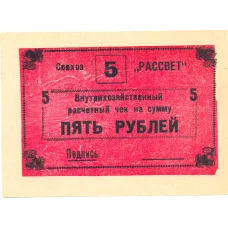 Совхоз 5 „РАССВЕТ"
5 Внутрихозяйственный 5
расчетный чек на сумму
ПЯТЬ РУБЛЕЙ
Подпись